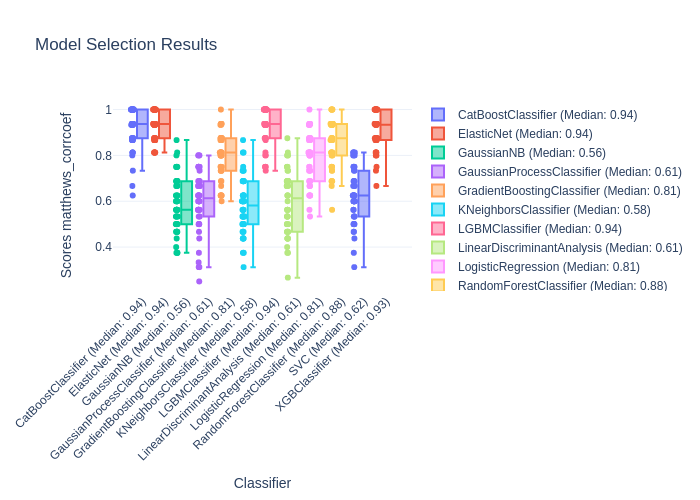 Model Selection Results
Scores matthews_corrcoef
1
0.8
0.6
0.4
CatBoostClassifier (Median: 0.94)
ElasticNet (Median: 0.94)
GaussianNB (Median: 0.56)
GaussianProcessClassifier (Median: 0.61)
GradientBoostingClassifier (Median: 0.81)
KNeighborsClassifier (Median: 0.58)
LGBMClassifier (Median: 0.94)
LinearDiscriminantAnalysis (Median: 0.61)
LogisticRegression (Median: 0.81)
RandomForestClassifier (Median: 0.88)
SVC (Median: 0.62)
XGBClassifier (Median: 0.93)
Classifier
CatBoostClassifier (Median: 0.94)
ElasticNet (Median: 0.94)
GaussianNB (Median: 0.56)
GaussianProcessClassifier (Median: 0.61)
GradientBoostingClassifier (Median: 0.81)
KNeighborsClassifier (Median: 0.58)
LGBMClassifier (Median: 0.94)
LinearDiscriminantAnalysis (Median: 0.61)
LogisticRegression (Median: 0.81)
RandomForestClassifier (Median: 0.88)